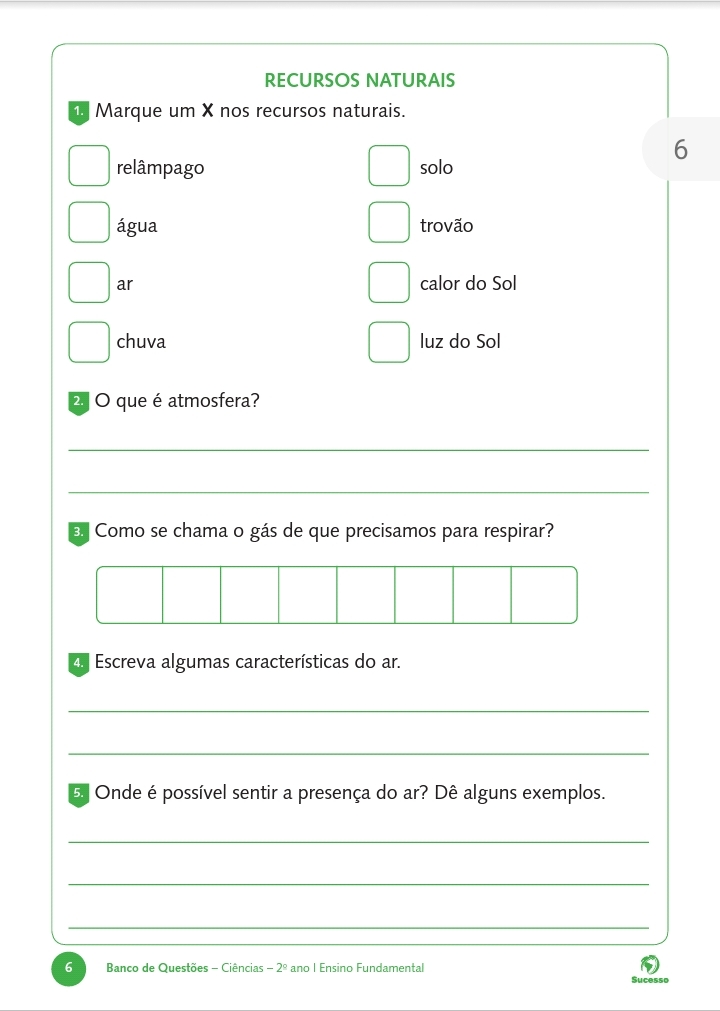 RECURSOS NATURAIS
1. Marque um X nos recursos naturais.
6
relâmpago
solo
água
trovão
ar
calor do Sol
chuva
luz do Sol
2. O que é atmosfera?
3. Como se chama o gás de que precisamos para respirar?
4. Escreva algumas características do ar.
5. Onde é possível sentir a presença do ar? Dê alguns exemplos.
6 Banco de Questões – Ciências – 2º ano I Ensino Fundamental
Sucesso